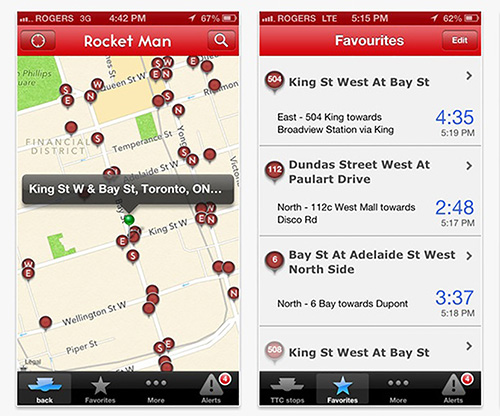 ROGERS 3G 4:42 PM 67%
Rocket Man
Phillips Square
Queen St W
Richmon
FINANCIAL DISTRICT
Temperance St
Adelaide St W
Bay St
Yong
Victoria
King St W & Bay St, Toronto, ON...
King St W
Wellington St W
Piper St
Legal
S
E
N
W
back
Favorites
More
Alerts
4
ROGERS LTE 5:15 PM 62%
Favourites
Edit
504
King St West At Bay St
East - 504 King towards
Broadview Station via King
4:35
5:19 PM
112
Dundas Street West At
Paulart Drive
North - 112c West Mall towards
Disco Rd
2:48
5:17 PM
6
Bay St At Adelaide St West
North Side
North - 6 Bay towards Dupont
3:37
5:18 PM
508
King St West At Bay St
TTC stops
Favorites
More
Alerts
4